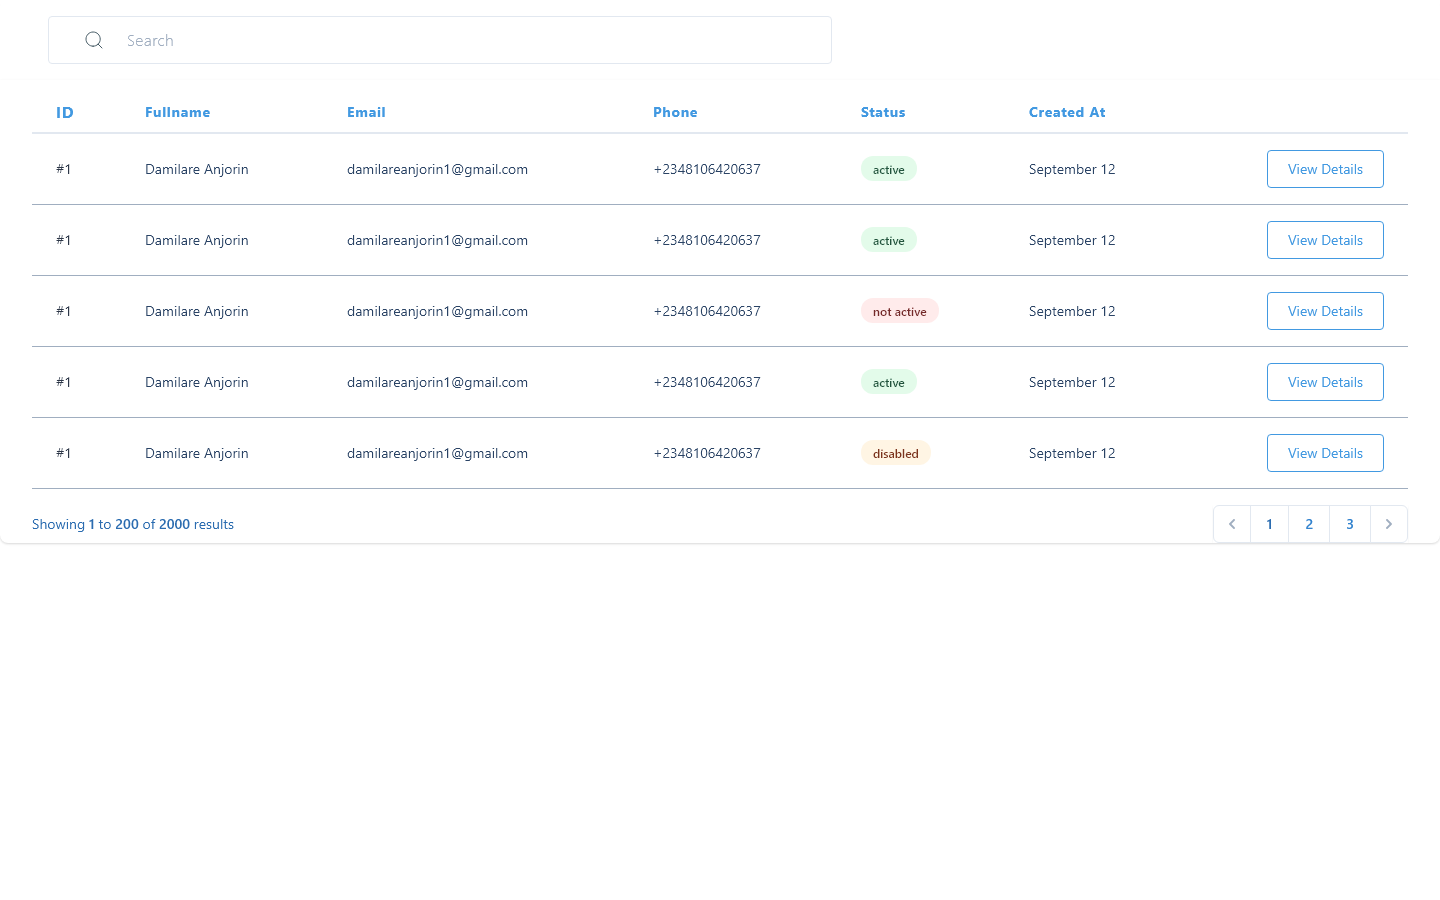 Search
ID Fullname Email Phone Status Created At
#1 Damilare Anjorin damilareanjorin1@gmail.com +2348106420637 active September 12 View Details
#1 Damilare Anjorin damilareanjorin1@gmail.com +2348106420637 active September 12 View Details
#1 Damilare Anjorin damilareanjorin1@gmail.com +2348106420637 not active September 12 View Details
#1 Damilare Anjorin damilareanjorin1@gmail.com +2348106420637 active September 12 View Details
#1 Damilare Anjorin damilareanjorin1@gmail.com +2348106420637 disabled September 12 View Details
Showing 1 to 200 of 2000 results 1 2 3